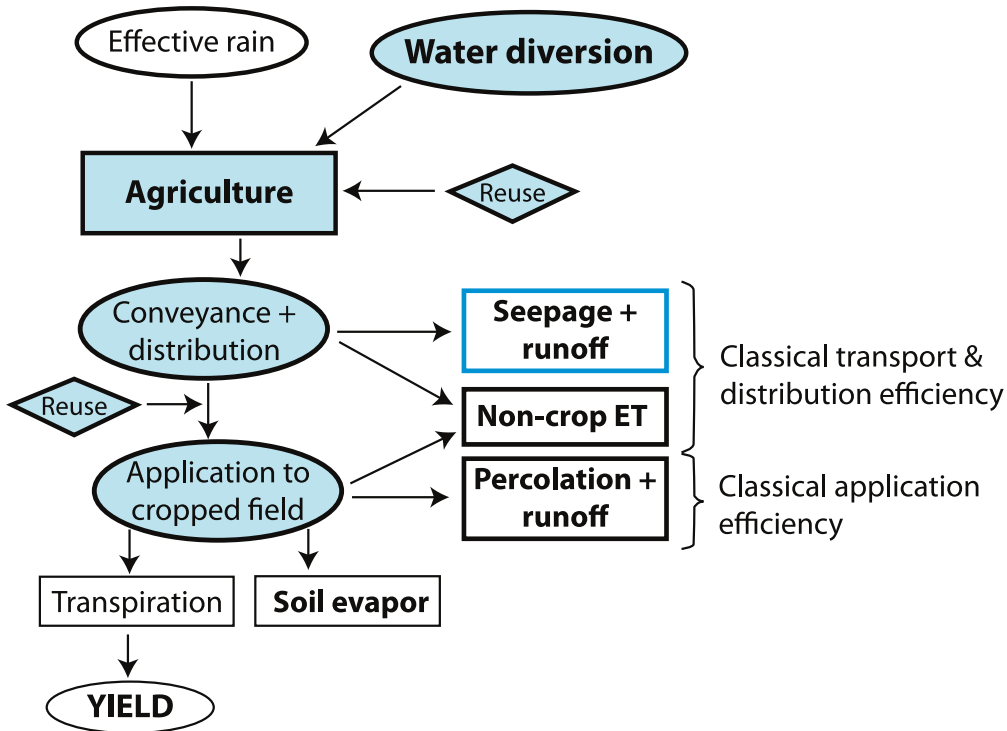 Effective rain
Water diversion
Agriculture
Reuse
Conveyance +
distribution
Seepage +
runoff
Classical transport &
distribution efficiency
Reuse
Non-crop ET
Application to
cropped field
Percolation +
runoff
Classical application
efficiency
Transpiration
Soil evapor
YIELD